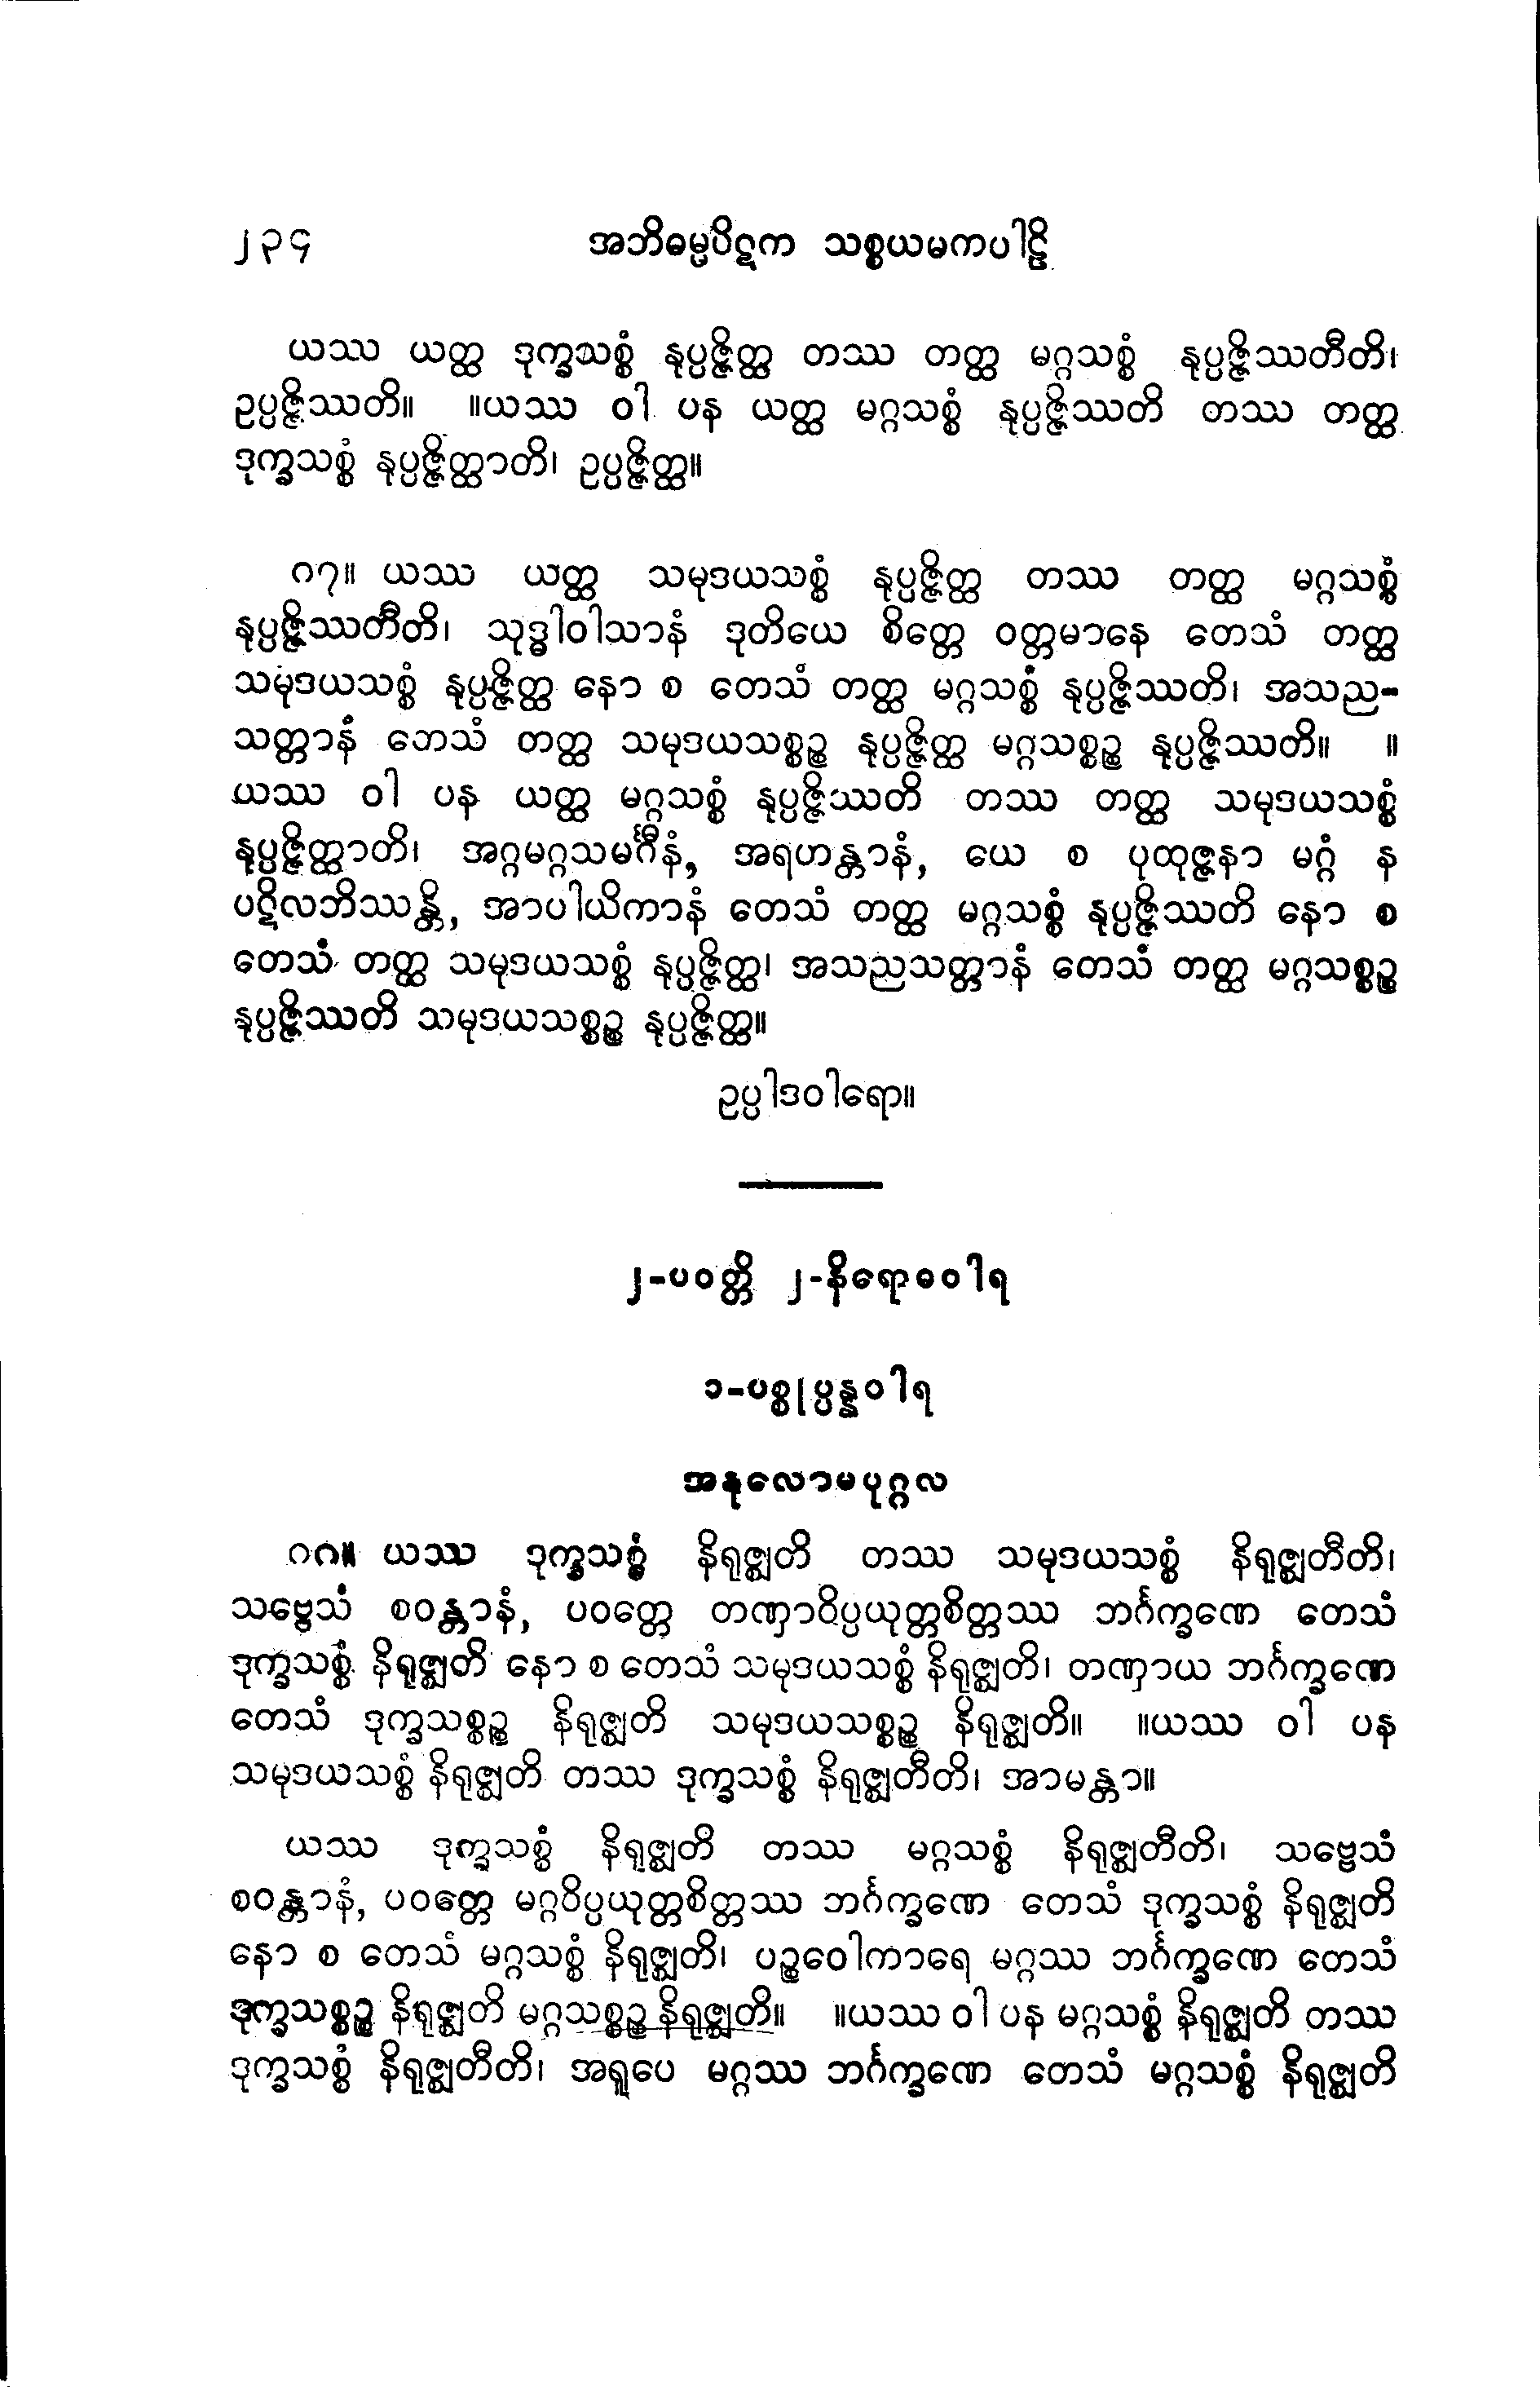 ၂၃၄ အဘိဓမ္မပိဋက သစ္စယမကပါဠိ
ယဿ ယတ္ထ ဒုက္ခသစ္စံ နုပ္ပဇ္ဇိတ္ထ တဿ တတ္ထ မဂ္ဂသစ္စံ နုပ္ပဇ္ဇိဿတီတိ၊
ဥပ္ပဇ္ဇိဿတိ။ ။ယဿ ဝါ ပန ယတ္ထ မဂ္ဂသစ္စံ နုပ္ပဇ္ဇိဿတိ တဿ တတ္ထ
ဒုက္ခသစ္စံ နုပ္ပဇ္ဇိတ္ထာတိ၊ ဥပ္ပဇ္ဇိတ္ထ။
၈၇။ ယဿ ယတ္ထ သမုဒယသစ္စံ နုပ္ပဇ္ဇိတ္ထ တဿ တတ္ထ မဂ္ဂသစ္စံ
နုပ္ပဇ္ဇိဿတီတိ၊ သုဒ္ဓါဝါသာနံ ဒုတိယေ စိတ္တေ ဝတ္တမာနေ တေသံ တတ္ထ
သမုဒယသစ္စံ နုပ္ပဇ္ဇိတ္ထ နော စ တေသံ တတ္ထ မဂ္ဂသစ္စံ နုပ္ပဇ္ဇိဿတိ၊ အသည-
သတ္တာနံ တေသံ တတ္ထ သမုဒယသစ္စဉ္စ နုပ္ပဇ္ဇိတ္ထ မဂ္ဂသစ္စဉ္စ နုပ္ပဇ္ဇိဿတိ။ ။
ယဿ ဝါ ပန ယတ္ထ မဂ္ဂသစ္စံ နုပ္ပဇ္ဇိဿတိ တဿ တတ္ထ သမုဒယသစ္စံ
နုပ္ပဇ္ဇိတ္ထာတိ၊ အဂ္ဂမဂ္ဂသမင်္ဂီနံ, အရဟန္တာနံ, ယေ စ ပုထုဇ္ဇနာ မဂ္ဂံ န
ပဋိလဘိဿန္တိ, အာပါယိကာနံ တေသံ တတ္ထ မဂ္ဂသစ္စံ နုပ္ပဇ္ဇိဿတိ နော စ
တေသံ တတ္ထ သမုဒယသစ္စံ နုပ္ပဇ္ဇိတ္ထ၊ အသညသတ္တာနံ တေသံ တတ္ထ မဂ္ဂသစ္စဉ္စ
နုပ္ပဇ္ဇိဿတိ သမုဒယသစ္စဉ္စ နုပ္ပဇ္ဇိတ္ထ။
ဥပ္ပါဒဝါရော။
၂-ပဝတ္တိ ၂-နိရောဓဝါရ
၁-ပစ္စုပ္ပန္နဝါရ
အနုလောမပုဂ္ဂလ
၈၈။ ယဿ ဒုက္ခသစ္စံ နိရုဇ္ဈတိ တဿ သမုဒယသစ္စံ နိရုဇ္ဈတီတိ၊
သဗ္ဗေသံ စဝန္တာနံ, ပဝတ္တေ တဏှာဝိပ္ပယုတ္တစိတ္တဿ ဘင်္ဂက္ခဏေ တေသံ
ဒုက္ခသစ္စံ နိရုဇ္ဈတိ နော စ တေသံ သမုဒယသစ္စံ နိရုဇ္ဈတိ၊ တဏှာယ ဘင်္ဂက္ခဏေ
တေသံ ဒုက္ခသစ္စဉ္စ နိရုဇ္ဈတိ သမုဒယသစ္စဉ္စ နိရုဇ္ဈတိ။ ။ယဿ ဝါ ပန
သမုဒယသစ္စံ နိရုဇ္ဈတိ တဿ ဒုက္ခသစ္စံ နိရုဇ္ဈတီတိ၊ အာမန္တာ။
ယဿ ဒုက္ခသစ္စံ နိရုဇ္ဈတိ တဿ မဂ္ဂသစ္စံ နိရုဇ္ဈတီတိ၊ သဗ္ဗေသံ
စဝန္တာနံ, ပဝတ္တေ မဂ္ဂဝိပ္ပယုတ္တစိတ္တဿ ဘင်္ဂက္ခဏေ တေသံ ဒုက္ခသစ္စံ နိရုဇ္ဈတိ
နော စ တေသံ မဂ္ဂသစ္စံ နိရုဇ္ဈတိ၊ ပဉ္စဝေါကာရေ မဂ္ဂဿ ဘင်္ဂက္ခဏေ တေသံ
ဒုက္ခသစ္စဉ္စ နိရုဇ္ဈတိ မဂ္ဂသစ္စဉ္စ နိရုဇ္ဈတိ။ ။ယဿ ဝါ ပန မဂ္ဂသစ္စံ နိရုဇ္ဈတိ တဿ
ဒုက္ခသစ္စံ နိရုဇ္ဈတီတိ၊ အရူပေ မဂ္ဂဿ ဘင်္ဂက္ခဏေ တေသံ မဂ္ဂသစ္စံ နိရုဇ္ဈတိ